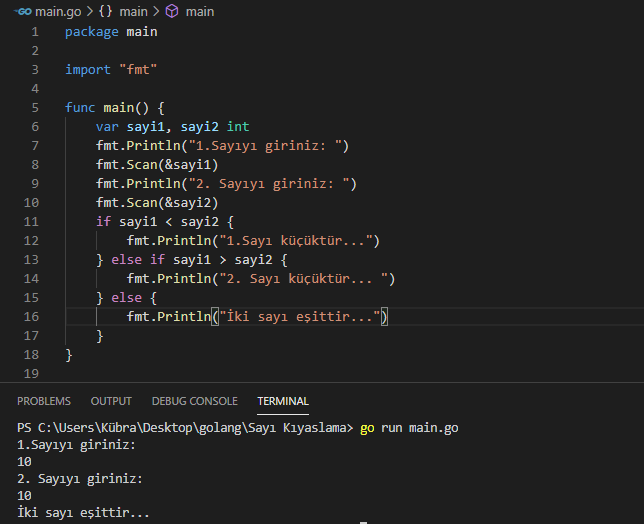 GO main.go > {} main > main
1 package main
2
3 import "fmt"
4
5 func main() {
6 var sayi1, sayi2 int
7 fmt.Println("1.Sayıyı giriniz: ")
8 fmt.Scan(&sayi1)
9 fmt.Println("2. Sayıyı giriniz: ")
10 fmt.Scan(&sayi2)
11 if sayi1 < sayi2 {
12 fmt.Println("1.Sayı küçüktür...")
13 } else if sayi1 > sayi2 {
14 fmt.Println("2. Sayı küçüktür... ")
15 } else {
16 fmt.Println("İki sayı eşittir...")
17 }
18 }
19
PROBLEMS OUTPUT DEBUG CONSOLE TERMINAL
PS C:\Users\Kübra\Desktop\golang\Sayı Kıyaslama> go run main.go
1.Sayıyı giriniz:
10
2. Sayıyı giriniz:
10
İki sayı eşittir...